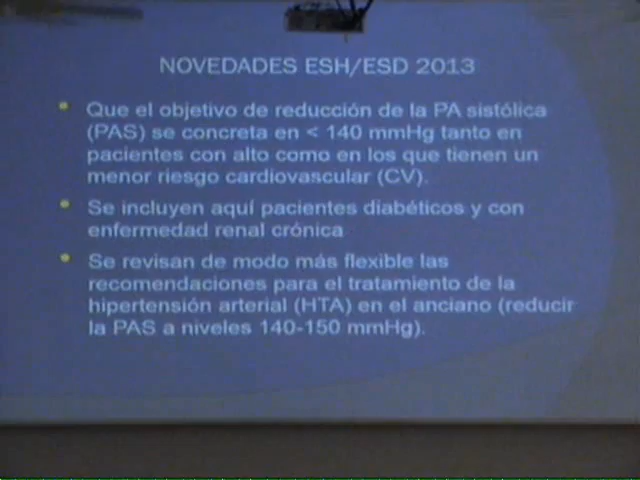 NOVEDADES ESH/ESD 2013
• Que el objetivo de reducción de la PA sistólica
(PAS) se concreta en < 140 mmHg tanto en
pacientes con alto como en los que tienen un
menor riesgo cardiovascular (CV).
• Se incluyen aquí pacientes diabéticos y con
enfermedad renal crónica
• Se revisan de modo más flexible las
recomendaciones para el tratamiento de la
hipertensión arterial (HTA) en el anciano (reducir
la PAS a niveles 140-150 mmHg).